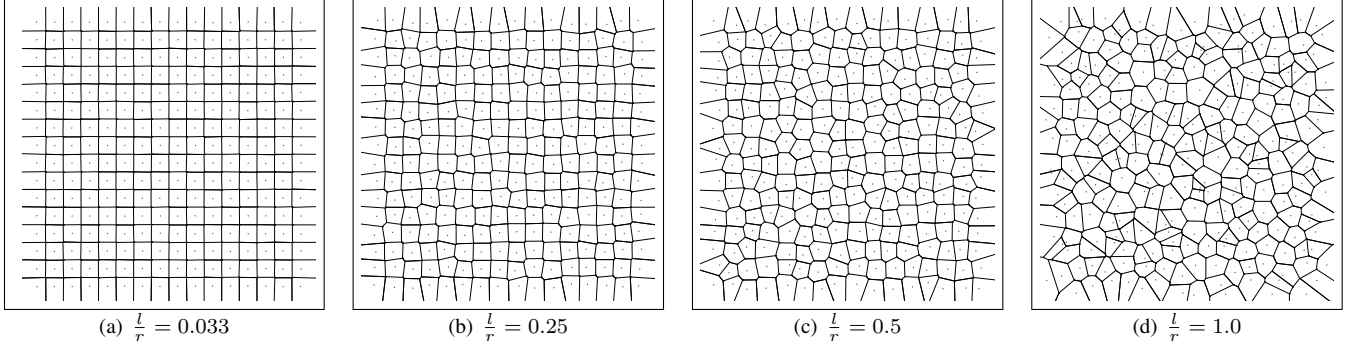 (a) l/r = 0.033
(b) l/r = 0.25
(c) l/r = 0.5
(d) l/r = 1.0